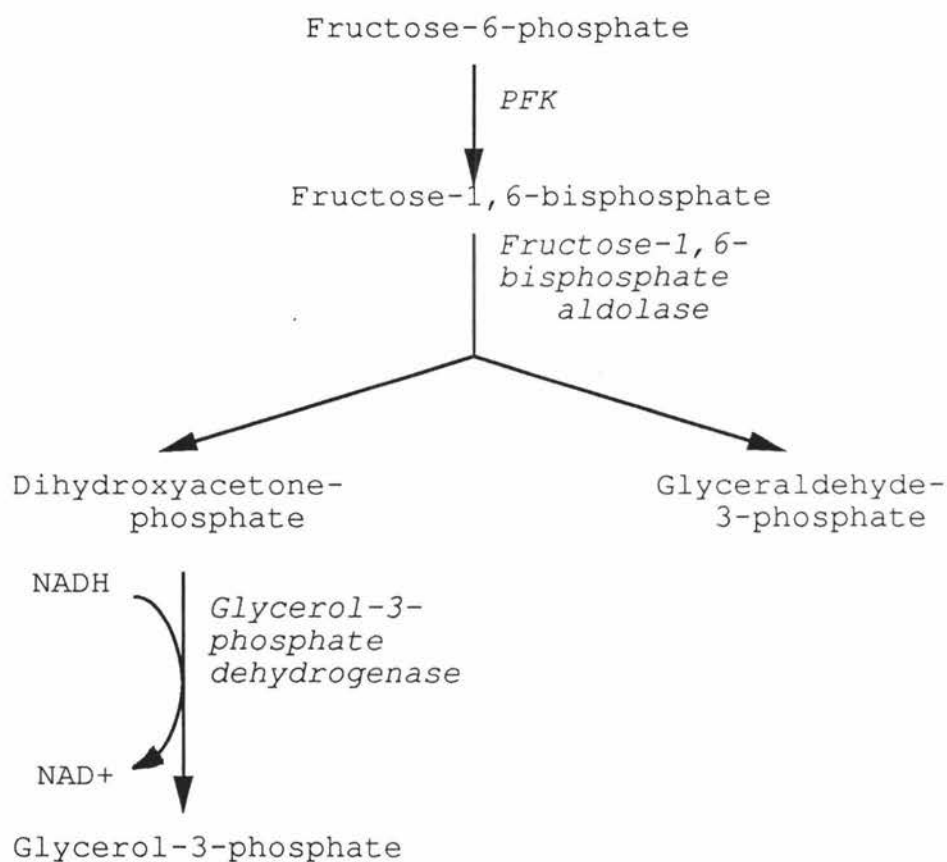 Fructose-6-phosphate
PFK
Fructose-1,6-bisphosphate
Fructose-1,6-
bisphosphate
aldolase
Dihydroxyacetone-
phosphate
Glyceraldehyde-
3-phosphate
NADH
Glycerol-3-
phosphate
dehydrogenase
NAD+
Glycerol-3-phosphate